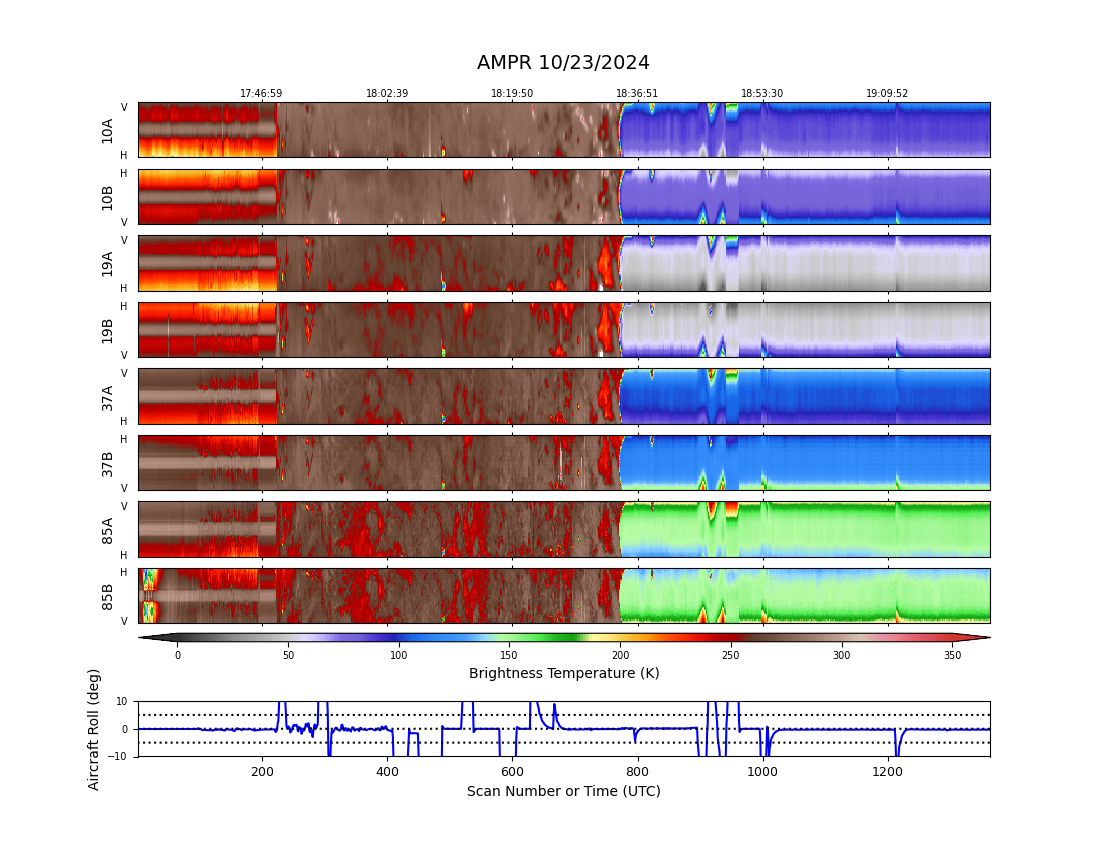 AMPR 10/23/2024
17:46:59 18:02:39 18:19:50 18:36:51 18:53:30 19:09:52
V
10A
H
H
10B
V
V
19A
H
H
19B
V
V
37A
H
H
37B
V
V
85A
H
H
85B
V
0 50 100 150 200 250 300 350
Brightness Temperature (K)
Aircraft Roll (deg)
10
0
−10
200 400 600 800 1000 1200
Scan Number or Time (UTC)